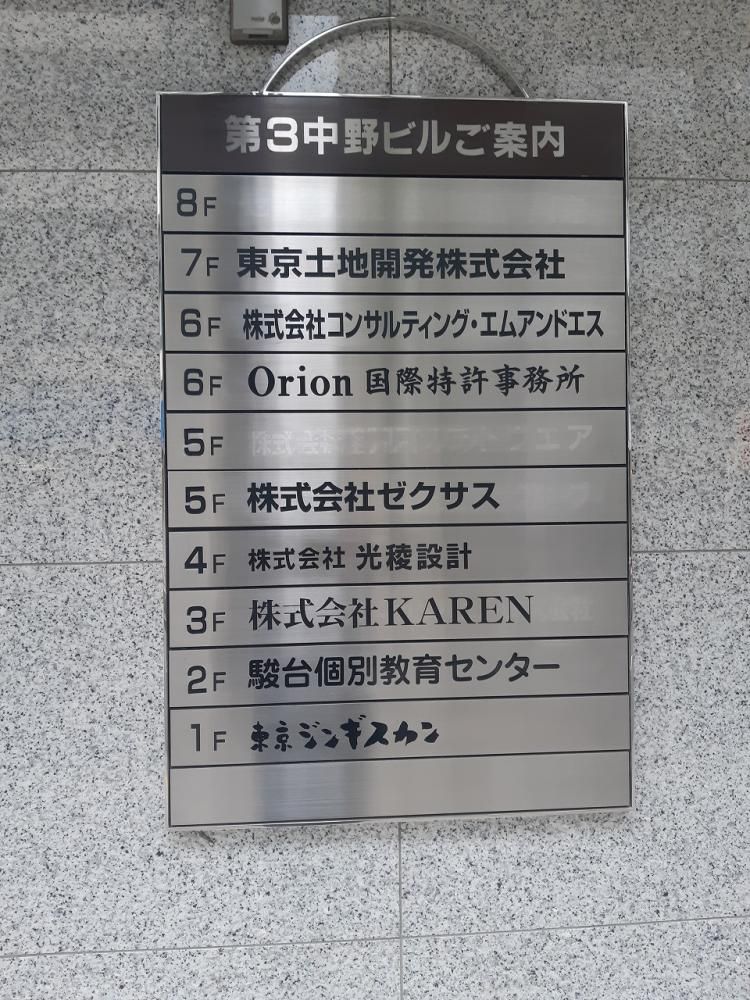 第3中野ビルご案内
8F
7F 東京土地開発株式会社
6F 株式会社コンサルティング・エムアンドエス
6F Orion 国際特許事務所
5F 株式会社
5F 株式会社ゼクサス
4F 株式会社 光稜設計
3F 株式会社KAREN
2F 駿台個別教育センター
1F 東京ジンギスカン